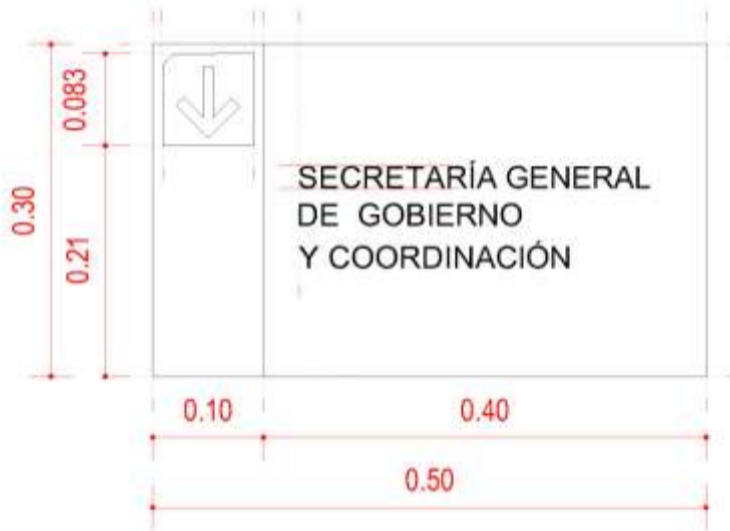 0.083
0.30
0.21
SECRETARÍA GENERAL
DE GOBIERNO
Y COORDINACIÓN
0.10
0.40
0.50